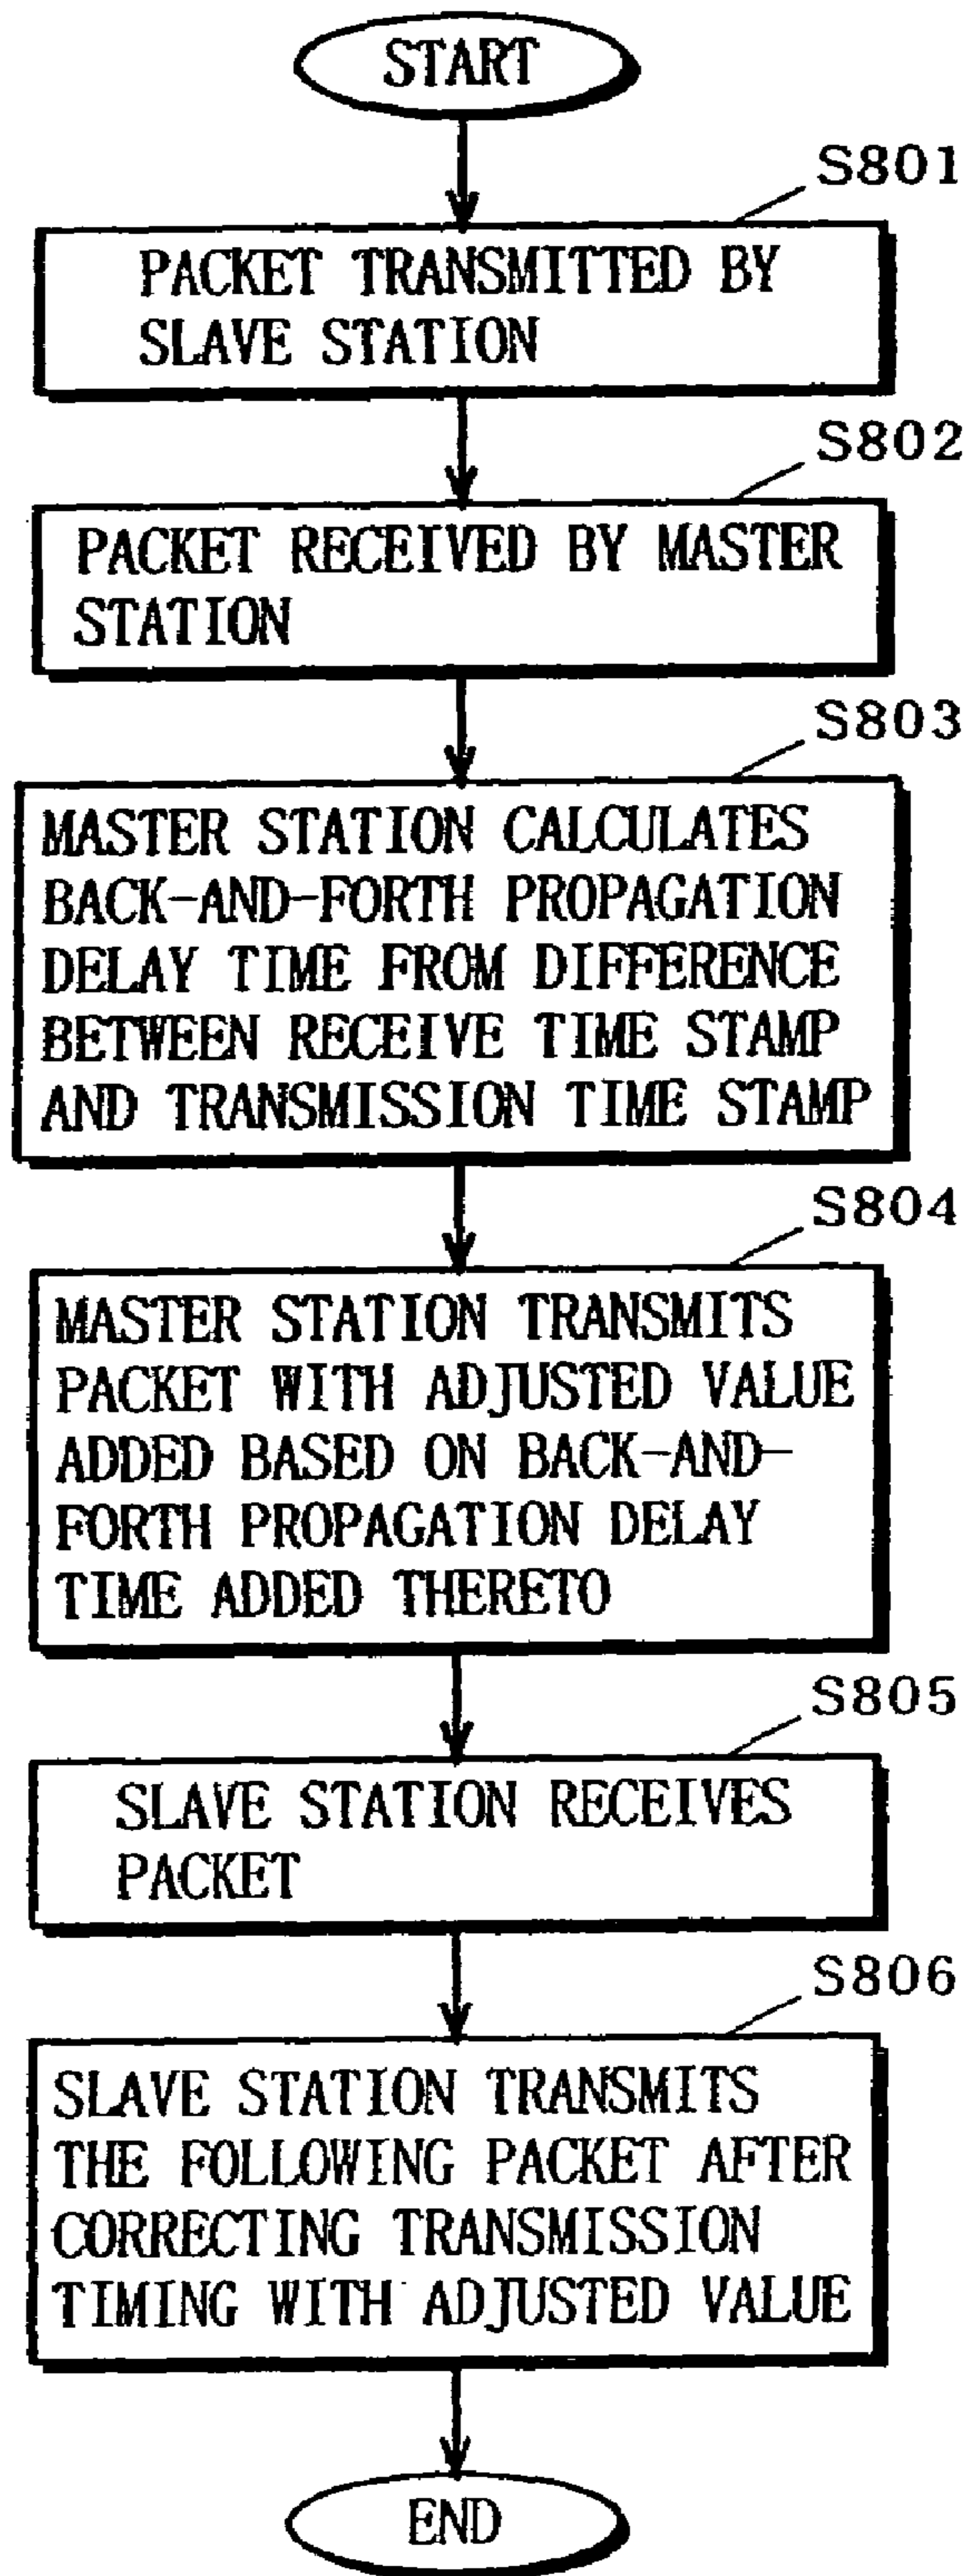 START
S801
PACKET TRANSMITTED BY
SLAVE STATION
S802
PACKET RECEIVED BY MASTER
STATION
S803
MASTER STATION CALCULATES
BACK-AND-FORTH PROPAGATION
DELAY TIME FROM DIFFERENCE
BETWEEN RECEIVE TIME STAMP
AND TRANSMISSION TIME STAMP
S804
MASTER STATION TRANSMITS
PACKET WITH ADJUSTED VALUE
ADDED BASED ON BACK-AND-
FORTH PROPAGATION DELAY
TIME ADDED THERETO
S805
SLAVE STATION RECEIVES
PACKET
S806
SLAVE STATION TRANSMITS
THE FOLLOWING PACKET AFTER
CORRECTING TRANSMISSION
TIMING WITH ADJUSTED VALUE
END